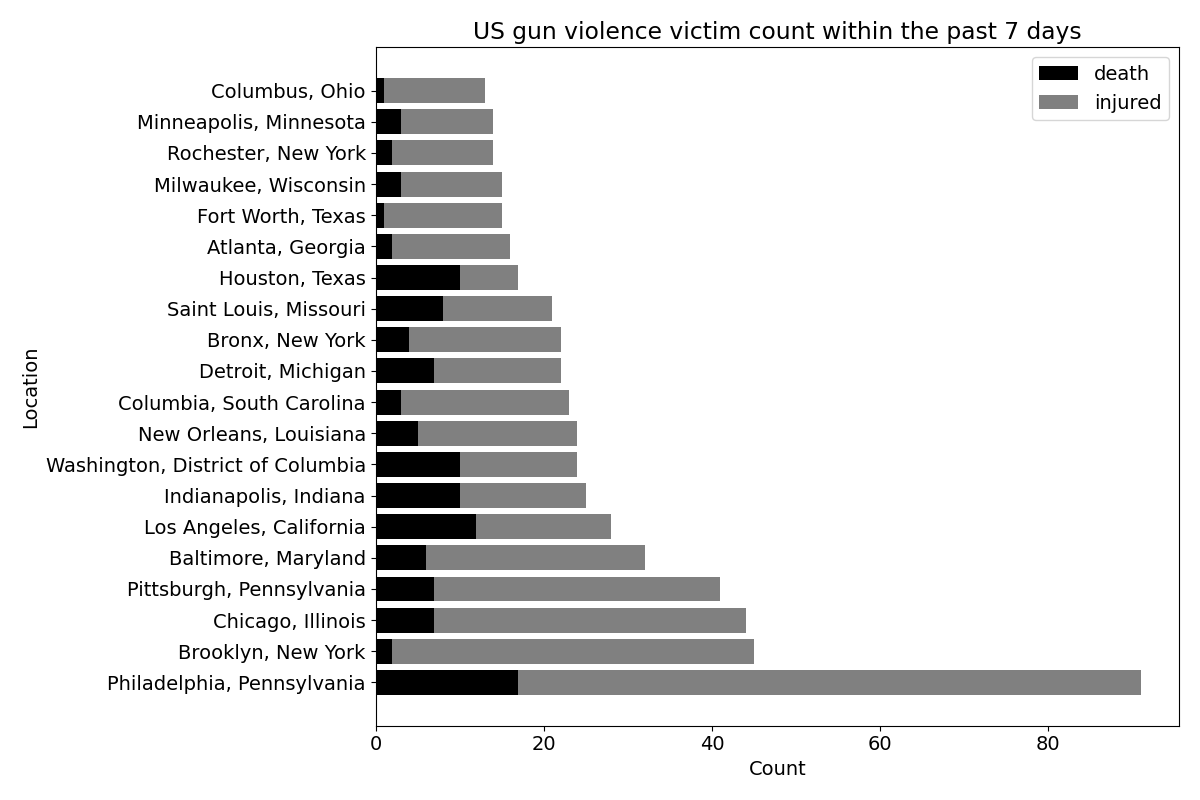 US gun violence victim count within the past 7 days
death
injured
Columbus, Ohio
Minneapolis, Minnesota
Rochester, New York
Milwaukee, Wisconsin
Fort Worth, Texas
Atlanta, Georgia
Houston, Texas
Saint Louis, Missouri
Bronx, New York
Detroit, Michigan
Columbia, South Carolina
New Orleans, Louisiana
Washington, District of Columbia
Indianapolis, Indiana
Los Angeles, California
Baltimore, Maryland
Pittsburgh, Pennsylvania
Chicago, Illinois
Brooklyn, New York
Philadelphia, Pennsylvania
Location
0 20 40 60 80
Count